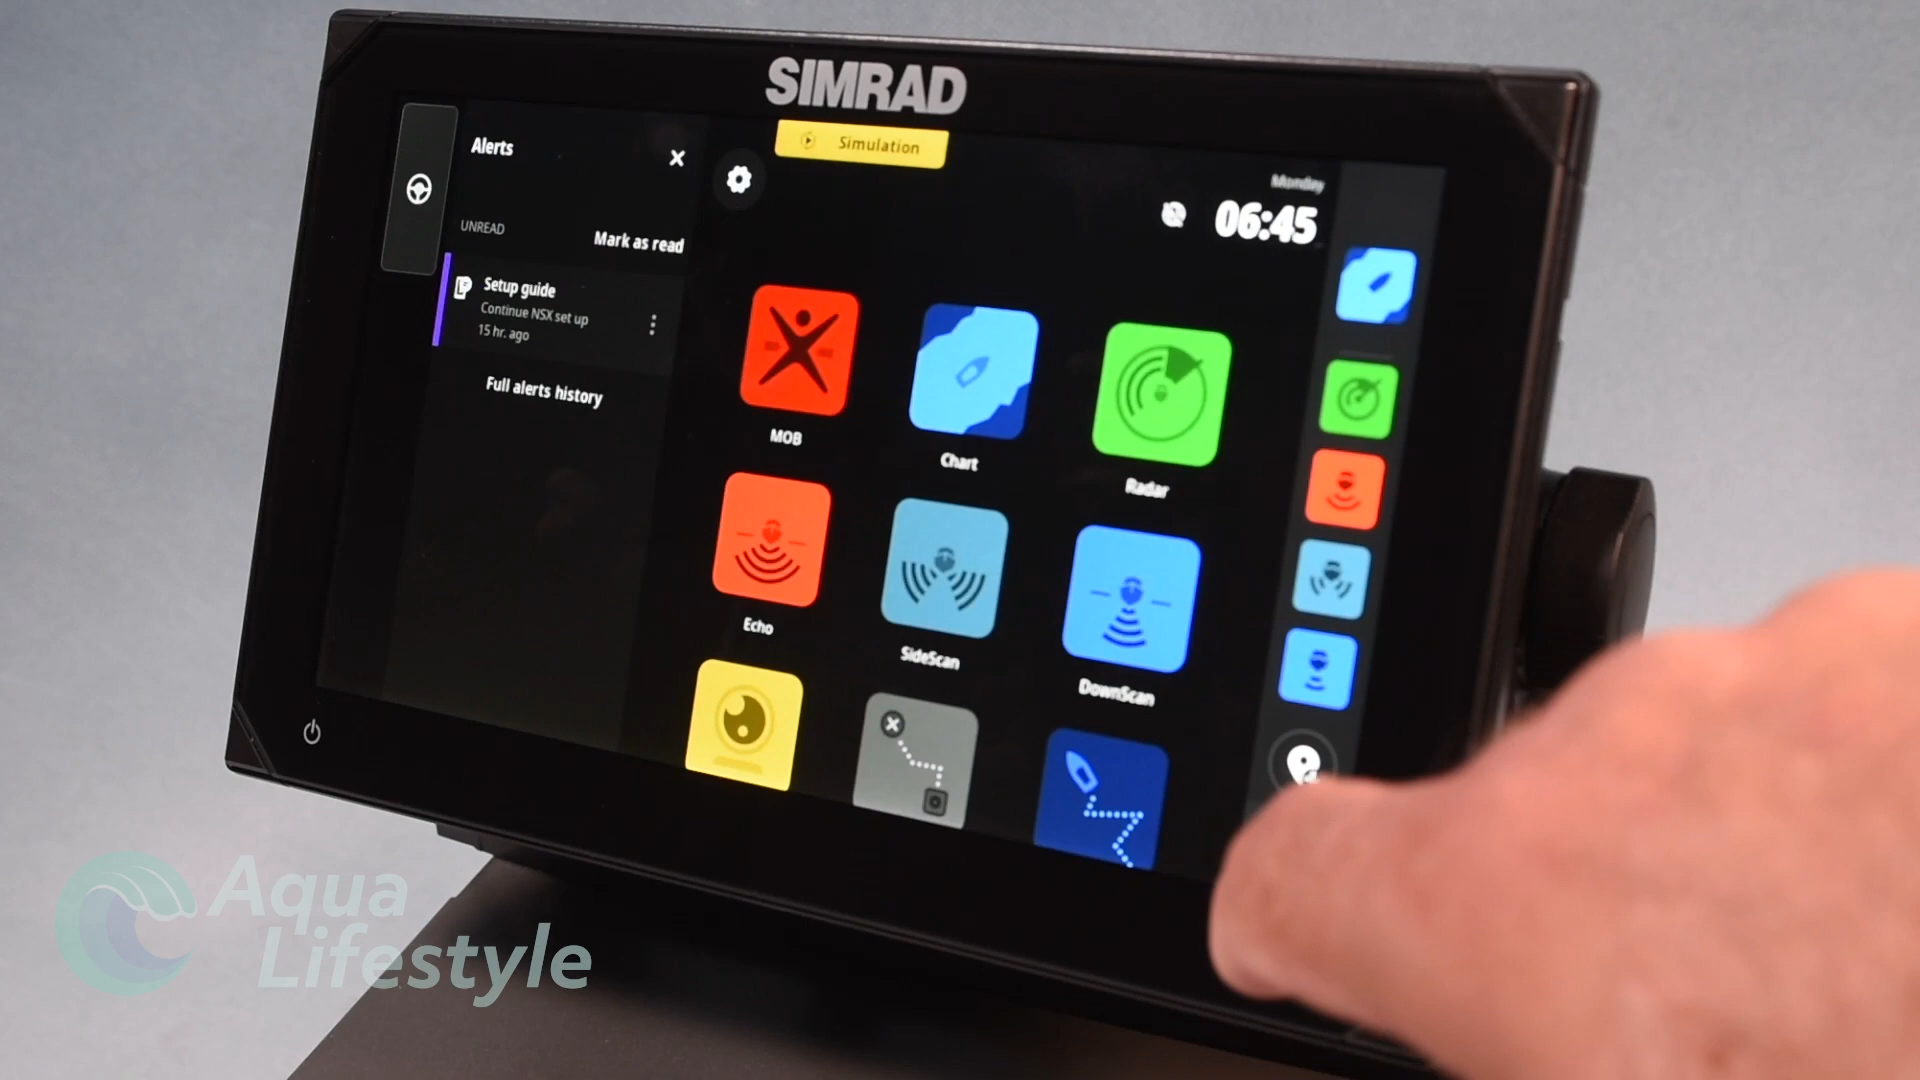 SIMRAD
Simulation
Alerts
UNREAD
Mark as read
Setup guide
Continue NSX set up
15 hr. ago
Full alerts history
Monday
06:45
MOB
Chart
Radar
Echo
SideScan
DownScan
Aqua
Lifestyle